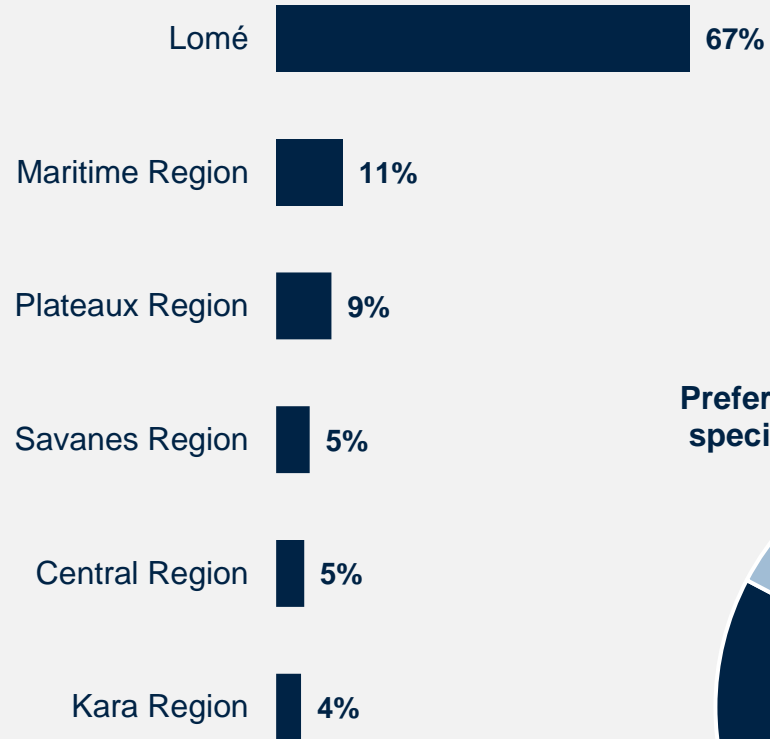 Lomé 67%
Maritime Region 11%
Plateaux Region 9%
Savanes Region 5%
Central Region 5%
Kara Region 4%
Prefer
speci